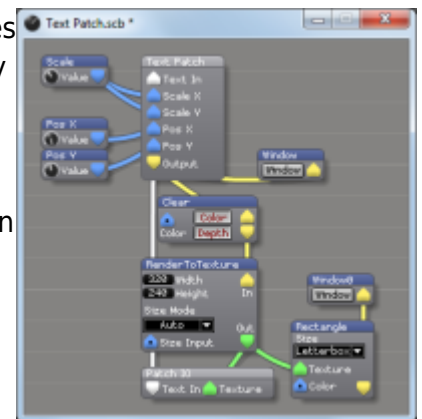 es
y
n
Text Patch.scb *
Scale
Value
Pos X
Value
Pos Y
Value
Text Patch
Text In
Scale X
Scale Y
Pos X
Pos Y
Output
Window
Window
Clear
Color
Color Depth
RenderToTexture
320 Width
240 Height In
Size Mode
Auto
Out
Size Input
Window0
Window
Rectangle
Size
Letterbox
Texture
Color
Patch IO
Text In Texture